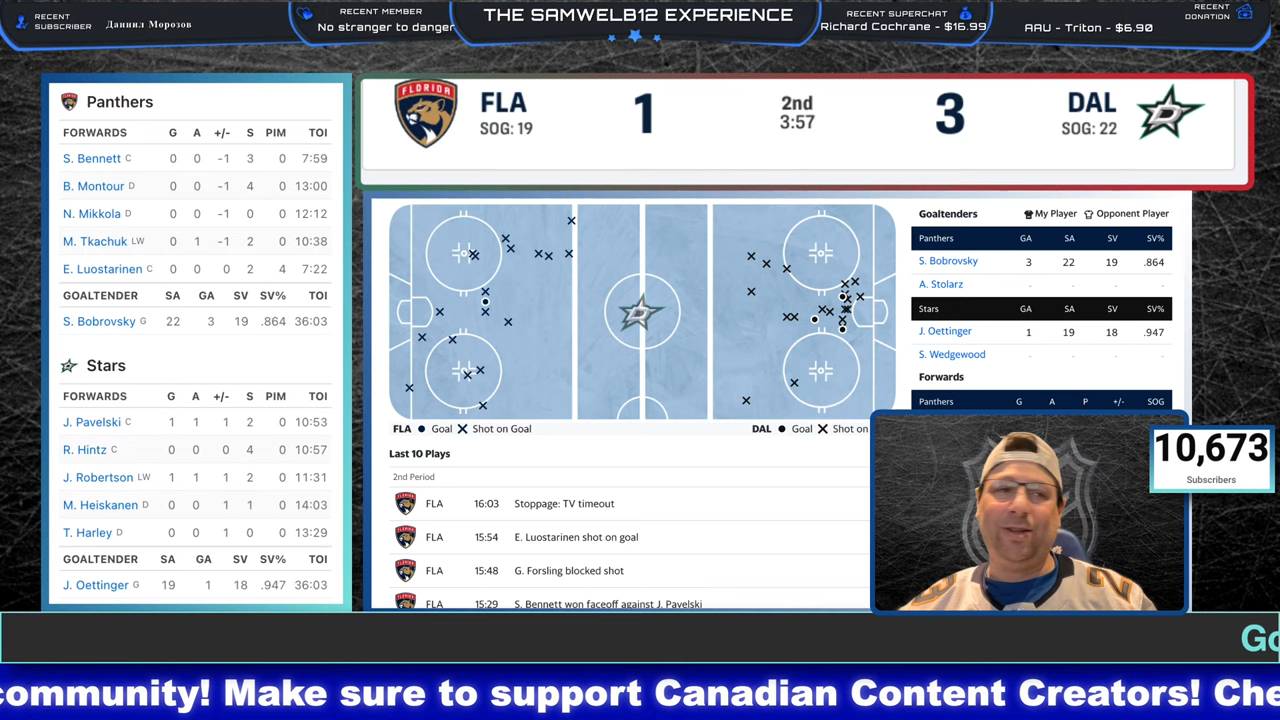 RECENT
SUBSCRIBER
Даниил Морозов
RECENT MEMBER
No stranger to danger
THE SAMWELB12 EXPERIENCE
RECENT SUPERCHAT
Richard Cochrane - $16.99
RECENT
DONATION
AAU - Triton - $6.90
Panthers
FORWARDS G A +/- S PIM TOI
S. Bennett C 0 0 -1 3 0 7:59
B. Montour D 0 0 -1 4 0 13:00
N. Mikkola D 0 0 -1 0 0 12:12
M. Tkachuk LW 0 1 -1 2 0 10:38
E. Luostarinen C 0 0 0 2 4 7:22
GOALTENDER SA GA SV SV% TOI
S. Bobrovsky G 22 3 19 .864 36:03
Stars
FORWARDS G A +/- S PIM TOI
J. Pavelski C 1 1 1 2 0 10:53
R. Hintz C 0 0 0 4 0 10:57
J. Robertson LW 1 1 1 2 0 11:31
M. Heiskanen D 0 0 1 1 0 14:03
T. Harley D 0 0 1 0 0 13:29
GOALTENDER SA GA SV SV% TOI
J. Oettinger G 19 1 18 .947 36:03
FLORIDA
FLA
SOG: 19
1
2nd
3:57
3
DAL
SOG: 22
D
D
FLA Goal Shot on Goal
DAL Goal Shot on
Last 10 Plays
2nd Period
FLA 16:03 Stoppage: TV timeout
FLA 15:54 E. Luostarinen shot on goal
FLA 15:48 G. Forsling blocked shot
FLA 15:29 S. Bennett won faceoff against J. Pavelski
Goaltenders My Player Opponent Player
Panthers GA SA SV SV%
S. Bobrovsky 3 22 19 .864
A. Stolarz - - - -
Stars GA SA SV SV%
J. Oettinger 1 19 18 .947
S. Wedgewood - - - -
Forwards
Panthers G A P +/- SOG
10,673
Subscribers
Go
community! Make sure to support Canadian Content Creators! Che